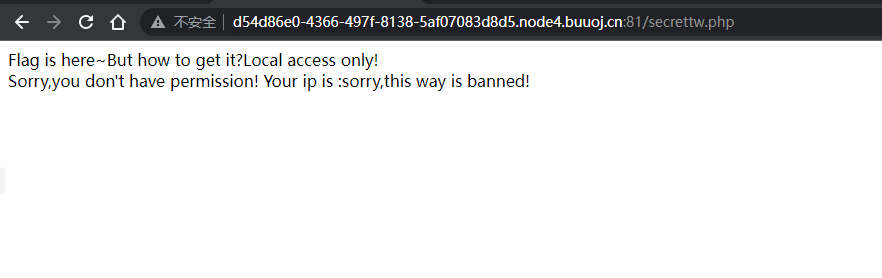 不安全 | d54d86e0-4366-497f-8138-5af07083d8d5.node4.buuoj.cn:81/secrettw.php
Flag is here~But how to get it?Local access only!
Sorry,you don't have permission! Your ip is :sorry,this way is banned!